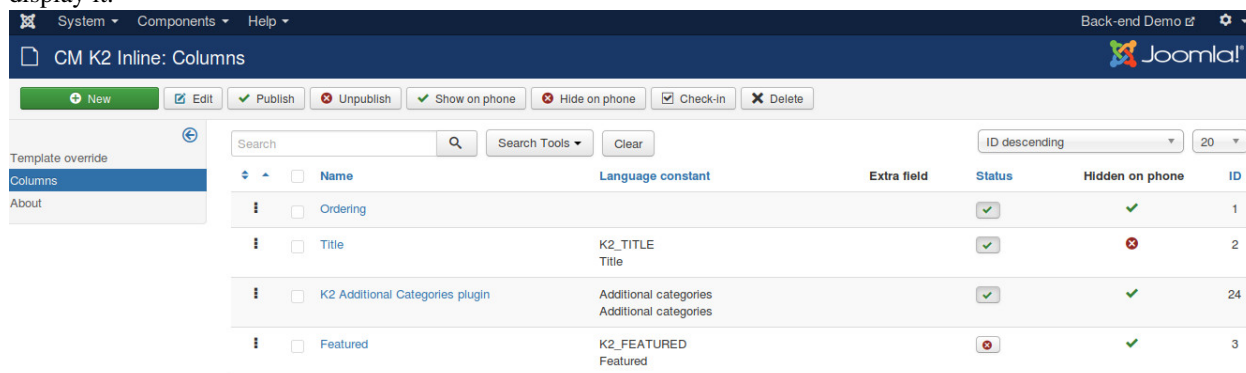 display it.
System Components Help Back-end Demo
CM K2 Inline: Columns Joomla!
New Edit Publish Unpublish Show on phone Hide on phone Check-in Delete
Search Search Tools Clear ID descending 20
Template override
Columns
About
Name Language constant Extra field Status Hidden on phone ID
Ordering 1
Title K2_TITLE 2
Title
K2 Additional Categories plugin Additional categories 24
Additional categories
Featured K2_FEATURED 3
Featured